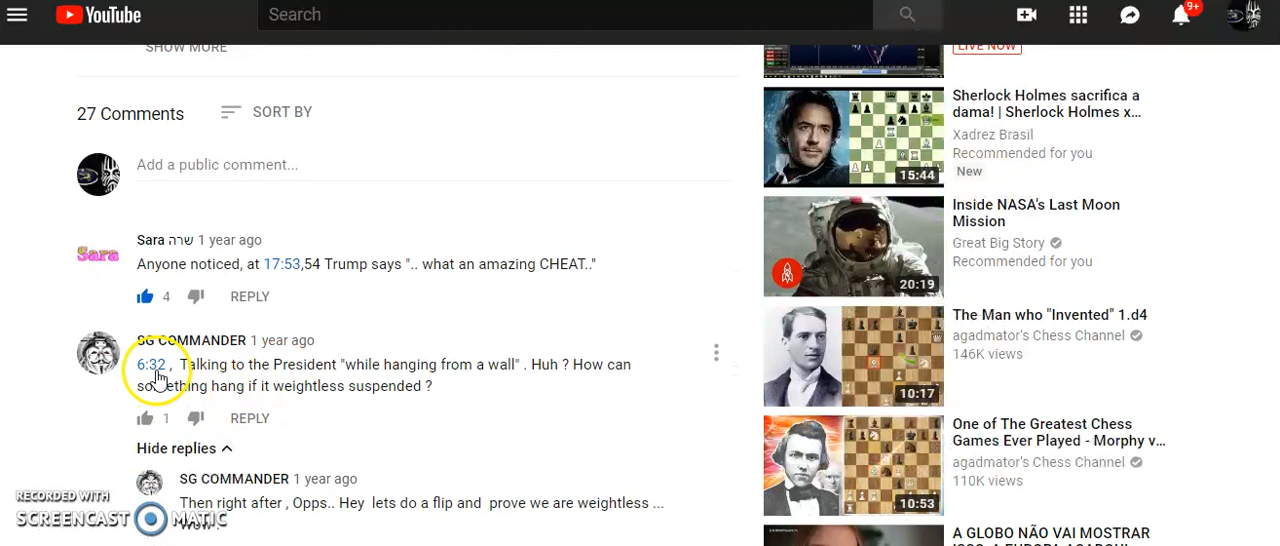 YouTube
Search
9+
SHOW MORE
LIVE NOW
27 Comments
SORT BY
Add a public comment...
Sara שרה 1 year ago
Anyone noticed, at 17:53,54 Trump says ".. what an amazing CHEAT.."
4
REPLY
SG COMMANDER 1 year ago
6:32 , Talking to the President "while hanging from a wall" . Huh ? How can
something hang if it weightless suspended ?
1
REPLY
Hide replies
SG COMMANDER 1 year ago
Then right after , Opps.. Hey lets do a flip and prove we are weightless ...
RECORDED WITH
SCREENCAST MATIC
Sherlock Holmes sacrifica a
dama! | Sherlock Holmes x...
Xadrez Brasil
Recommended for you
New
15:44
Inside NASA's Last Moon
Mission
Great Big Story
Recommended for you
20:19
The Man who "Invented" 1.d4
agadmator's Chess Channel
146K views
10:17
One of The Greatest Chess
Games Ever Played - Morphy v...
agadmator's Chess Channel
110K views
10:53
A GLOBO NÃO VAI MOSTRAR